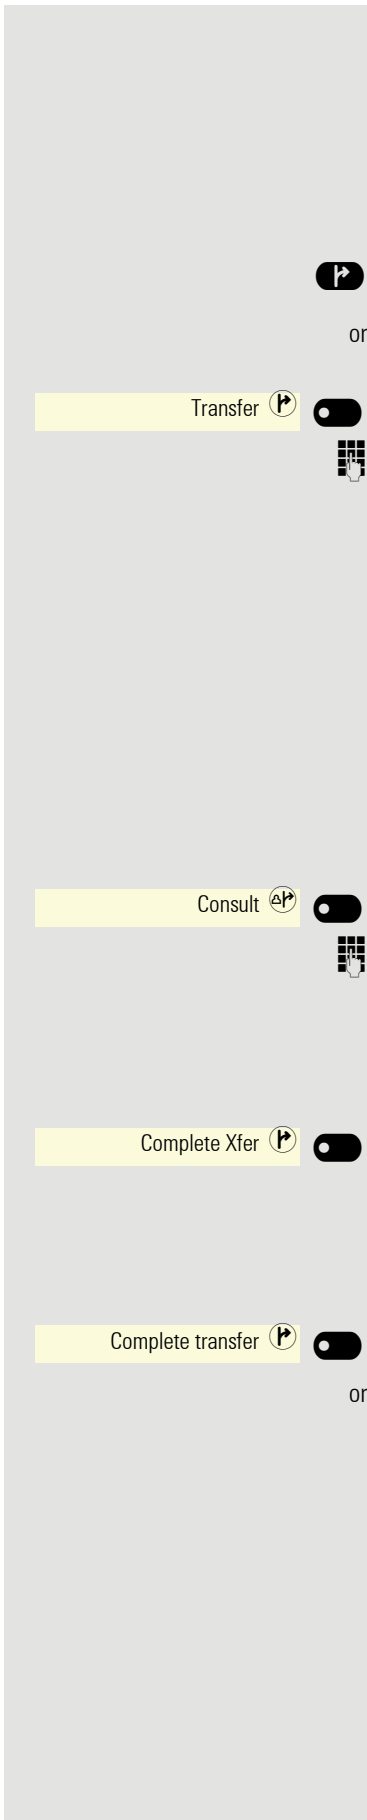 or
Transfer
Consult
Complete Xfer
Complete transfer
or